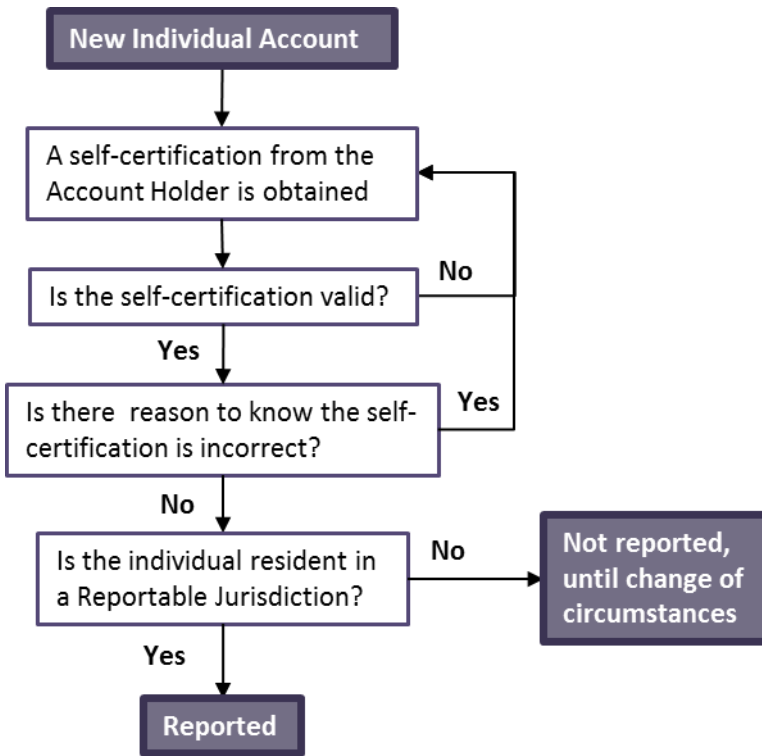 New Individual Account
A self-certification from the
Account Holder is obtained
Is the self-certification valid?
No
Yes
Is there reason to know the self-
certification is incorrect?
Yes
No
Is the individual resident in
a Reportable Jurisdiction?
No
Not reported,
until change of
circumstances
Yes
Reported